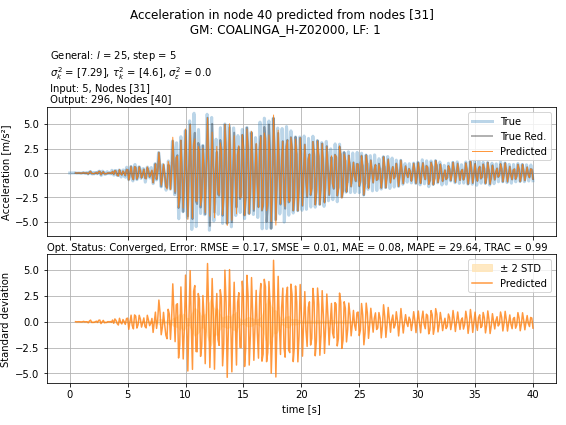 Acceleration in node 40 predicted from nodes [31]
GM: COALINGA_H-Z02000, LF: 1
General: l = 25, step = 5
σ²ₖ = [7.29], τ²ₖ = [4.6], σ²ε = 0.0
Input: 5, Nodes [31]
Output: 296, Nodes [40]
Acceleration [m/s²]
5.0
2.5
0.0
−2.5
−5.0
True
True Red.
Predicted
Opt. Status: Converged, Error: RMSE = 0.17, SMSE = 0.01, MAE = 0.08, MAPE = 29.64, TRAC = 0.99
Standard deviation
5.0
2.5
0.0
−2.5
−5.0
± 2 STD
Predicted
0 5 10 15 20 25 30 35 40
time [s]